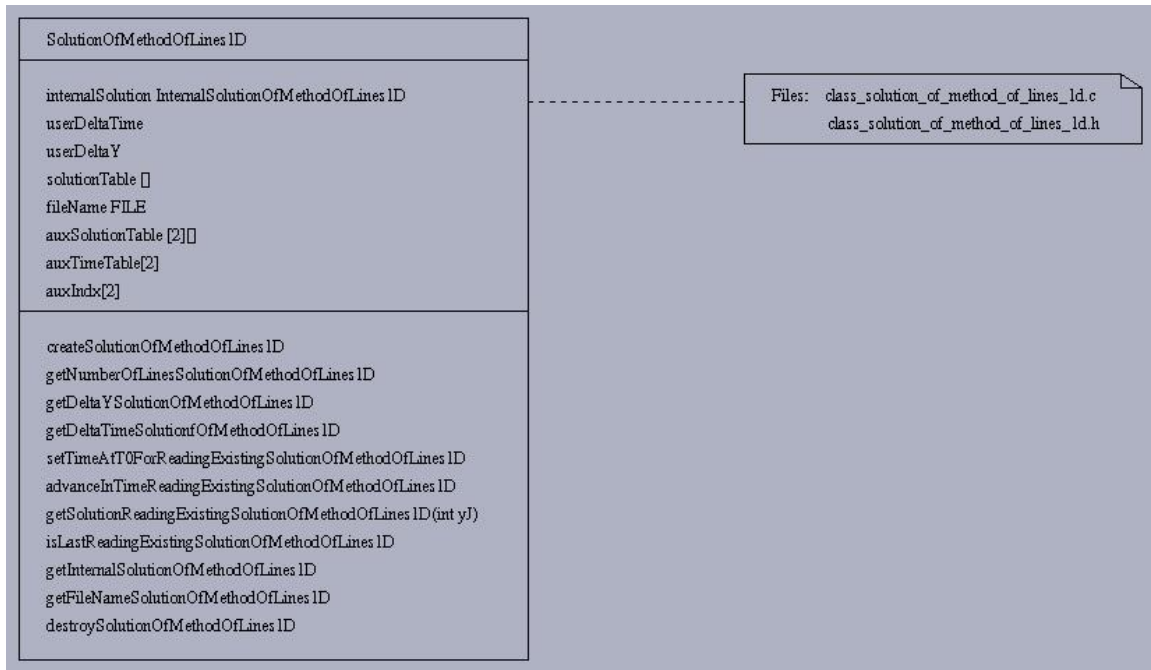 SolutionOfMethodOfLines1D
internalSolution InternalSolutionOfMethodOfLines1D
userDeltaTime
userDeltaY
solutionTable []
fileName FILE
auxSolutionTable [2][]
auxTimeTable[2]
auxIndx[2]
createSolutionOfMethodOfLines1D
getNumberOfLinesSolutionOfMethodOfLines1D
getDeltaYSolutionOfMethodOfLines1D
getDeltaTimeSolutionfOfMethodOfLines1D
setTimeAtT0ForReadingExistingSolutionOfMethodOfLines1D
advanceInTimeReadingExistingSolutionOfMethodOfLines1D
getSolutionReadingExistingSolutionOfMethodOfLines1D(int yJ)
isLastReadingExistingSolutionOfMethodOfLines1D
getInternalSolutionOfMethodOfLines1D
getFileNameSolutionOfMethodOfLines1D
destroySolutionOfMethodOfLines1D
Files: class_solution_of_method_of_lines_1d.c
class_solution_of_method_of_lines_1d.h